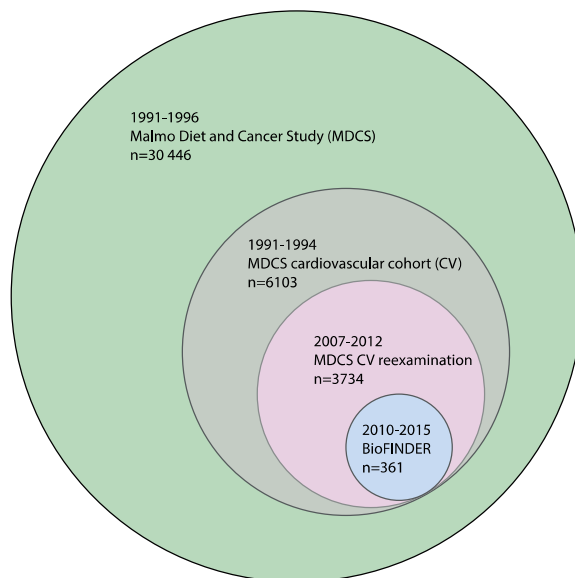 1991-1996
Malmo Diet and Cancer Study (MDCS)
n=30 446
1991-1994
MDCS cardiovascular cohort (CV)
n=6103
2007-2012
MDCS CV reexamination
n=3734
2010-2015
BioFINDER
n=361